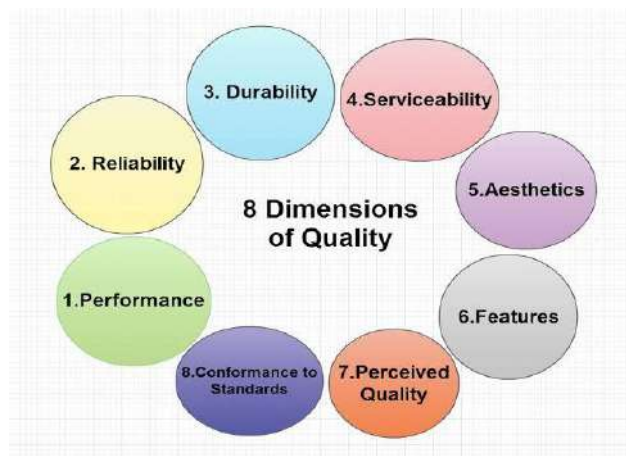 8 Dimensions
of Quality
1.Performance
2. Reliability
3. Durability
4.Serviceability
5.Aesthetics
6.Features
7.Perceived
Quality
8.Conformance to
Standards